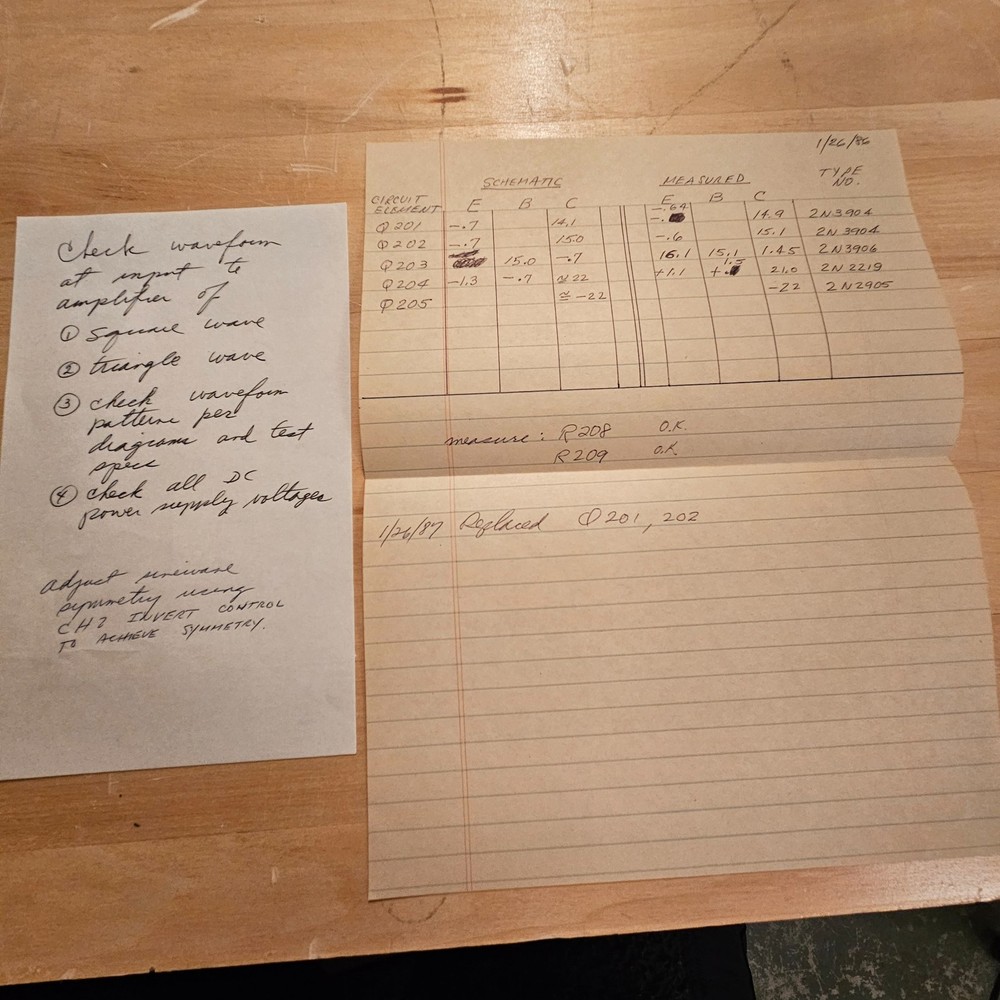 Check waveform
at input to
amplifier of
① Square wave
② triangle wave
③ check waveform
pattern per
diagrams and test
specs
④ check all DC
power supply voltages
adjust sinewave
symmetry using
CH2 INVERT CONTROL
TO ACHIEVE SYMMETRY.
1/26/86
SCHEMATIC MEASURED TYPE NO.
CIRCUIT ELEMENT E B C E B C
Q201 -.7 14.1 -.64 14.9 2N3904
Q202 -.7 15.0 -.6 15.1 2N3904
Q203 15.0 -.7 16.1 15.1 1.45 2N3906
Q204 -1.3 -.7 ≃22 +1.1 +1.5 21.0 2N2219
Q205 ≃-22 -22 2N2905
measure: R208 O.K.
R209 O.K.
1/26/87 Replaced Q201, 202